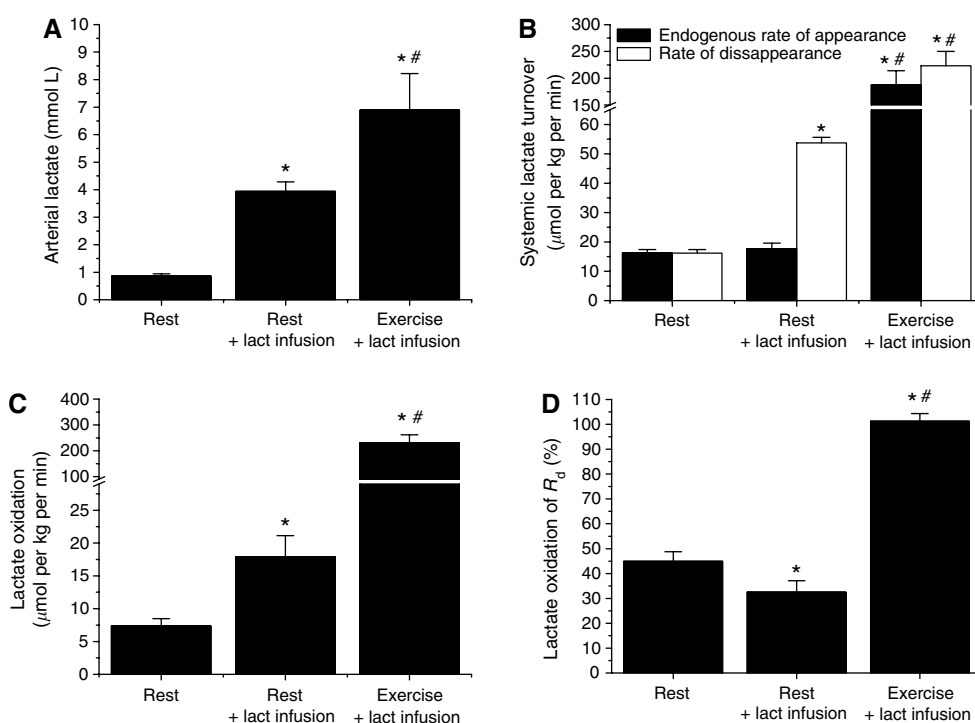 A
Arterial lactate (mmol L)
10
9
8
7
6
5
4
3
2
1
0
*
* #
Rest
Rest
+ lact infusion
Exercise
+ lact infusion
B
Endogenous rate of appearance
Rate of dissappearance
Systemic lactate turnover
(μmol per kg per min)
300
250
200
150
60
50
40
30
20
10
0
*
* #
* #
Rest
Rest
+ lact infusion
Exercise
+ lact infusion
C
Lactate oxidation
(μmol per kg per min)
400
300
200
100
25
20
15
10
5
0
*
* #
Rest
Rest
+ lact infusion
Exercise
+ lact infusion
D
Lactate oxidation of Rd (%)
110
100
90
80
70
60
50
40
30
20
10
0
*
* #
Rest
Rest
+ lact infusion
Exercise
+ lact infusion